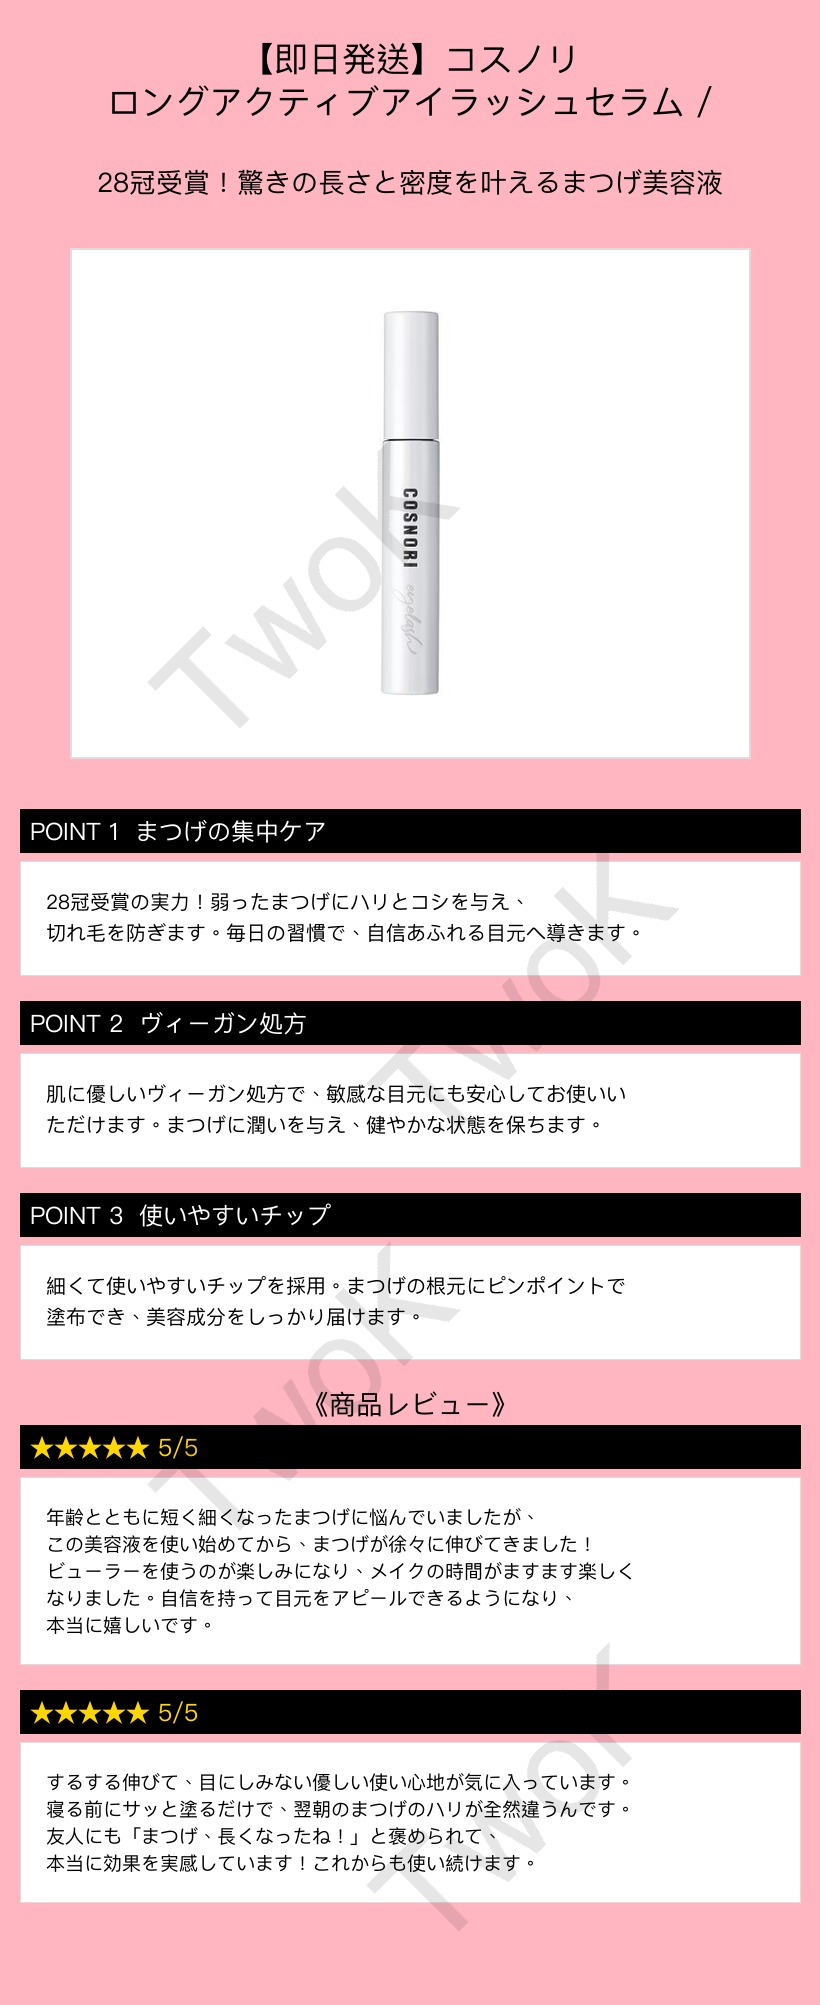 【即日発送】コスノリ
ロングアクティブアイラッシュセラム /
28冠受賞！驚きの長さと密度を叶えるまつげ美容液
COSNORI
eyelash
TwoK
POINT 1 まつげの集中ケア
28冠受賞の実力！弱ったまつげにハリとコシを与え、
切れ毛を防ぎます。毎日の習慣で、自信あふれる目元へ導きます。
TwoK
POINT 2 ヴィーガン処方
肌に優しいヴィーガン処方で、敏感な目元にも安心してお使いい
ただけます。まつげに潤いを与え、健やかな状態を保ちます。
POINT 3 使いやすいチップ
細くて使いやすいチップを採用。まつげの根元にピンポイントで
塗布でき、美容成分をしっかり届けます。
TwoK
《商品レビュー》
★★★★★ 5/5
年齢とともに短く細くなったまつげに悩んでいましたが、
この美容液を使い始めてから、まつげが徐々に伸びてきました！
ビューラーを使うのが楽しみになり、メイクの時間がますます楽しく
なりました。自信を持って目元をアピールできるようになり、
本当に嬉しいです。
★★★★★ 5/5
するする伸びて、目にしみない優しい使い心地が気に入っています。
寝る前にサッと塗るだけで、翌朝のまつげのハリが全然違うんです。
友人にも「まつげ、長くなったね！」と褒められて、
本当に効果を実感しています！これからも使い続けます。
TwoK